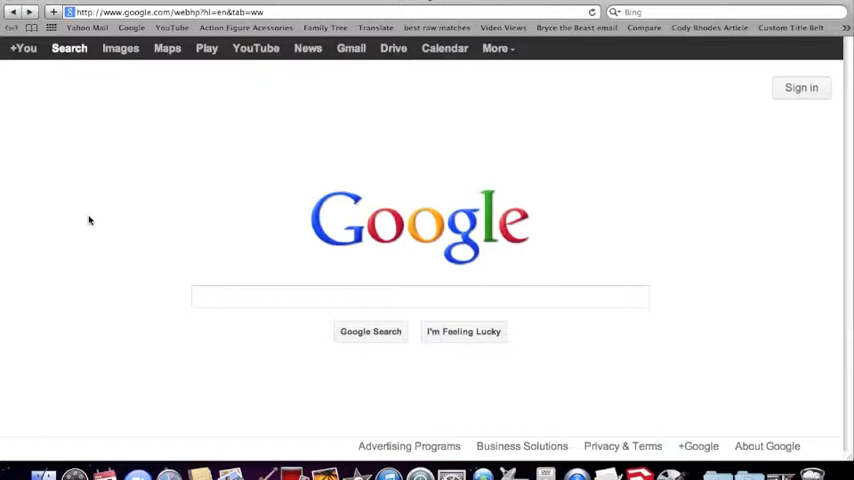 http://www.google.com/webhp?hl=en&tab=ww
Bing
Yahoo Mail Google YouTube Action Figure Acessories Family Tree Translate best raw matches Video Views Bryce the Beast email Compare Cody Rhodes Article Custom Title Belt
+You Search Images Maps Play YouTube News Gmail Drive Calendar More
Sign in
Google
Google Search I'm Feeling Lucky
Advertising Programs Business Solutions Privacy & Terms +Google About Google